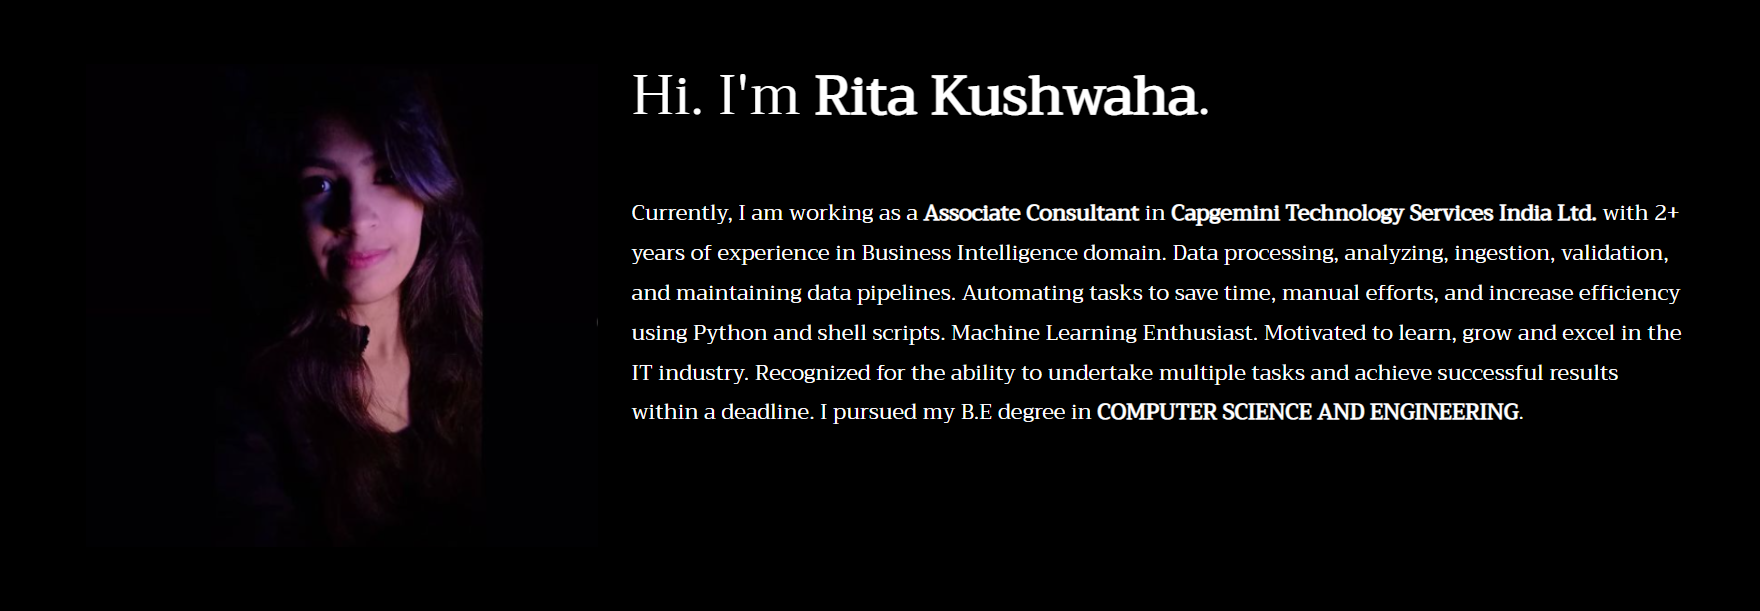 Hi. I'm Rita Kushwaha.
Currently, I am working as a Associate Consultant in Capgemini Technology Services India Ltd. with 2+
years of experience in Business Intelligence domain. Data processing, analyzing, ingestion, validation,
and maintaining data pipelines. Automating tasks to save time, manual efforts, and increase efficiency
using Python and shell scripts. Machine Learning Enthusiast. Motivated to learn, grow and excel in the
IT industry. Recognized for the ability to undertake multiple tasks and achieve successful results
within a deadline. I pursued my B.E degree in COMPUTER SCIENCE AND ENGINEERING.